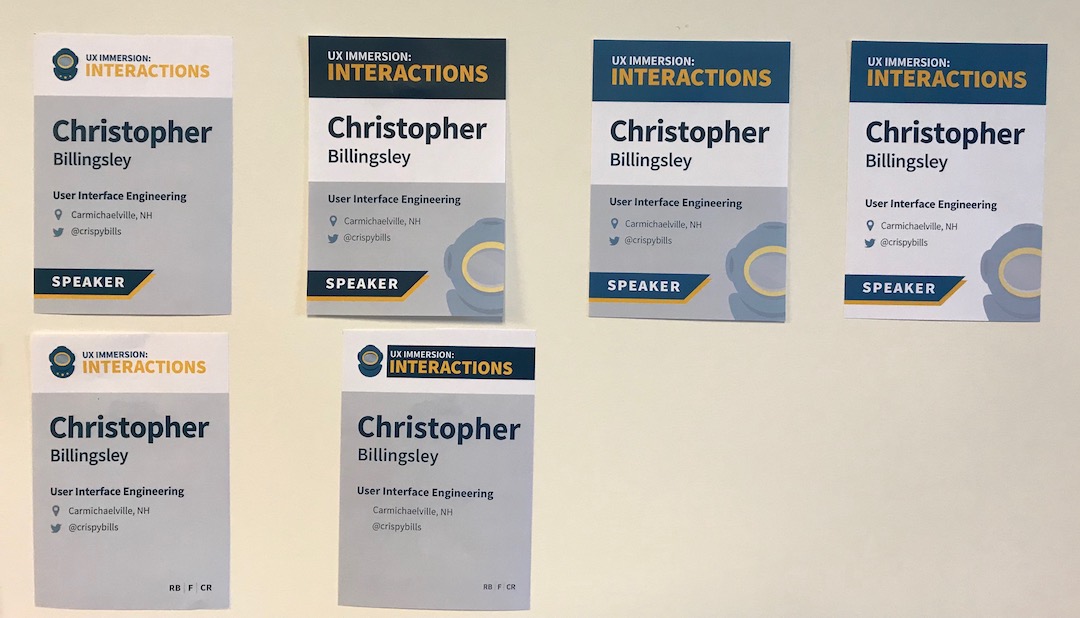 UX IMMERSION:
INTERACTIONS
Christopher
Billingsley
User Interface Engineering
Carmichaelville, NH
@crispybills
SPEAKER
UX IMMERSION:
INTERACTIONS
Christopher
Billingsley
User Interface Engineering
Carmichaelville, NH
@crispybills
SPEAKER
UX IMMERSION:
INTERACTIONS
Christopher
Billingsley
User Interface Engineering
Carmichaelville, NH
@crispybills
SPEAKER
UX IMMERSION:
INTERACTIONS
Christopher
Billingsley
User Interface Engineering
Carmichaelville, NH
@crispybills
SPEAKER
UX IMMERSION:
INTERACTIONS
Christopher
Billingsley
User Interface Engineering
Carmichaelville, NH
@crispybills
RB | F | CR
UX IMMERSION:
INTERACTIONS
Christopher
Billingsley
User Interface Engineering
Carmichaelville, NH
@crispybills
RB | F | CR